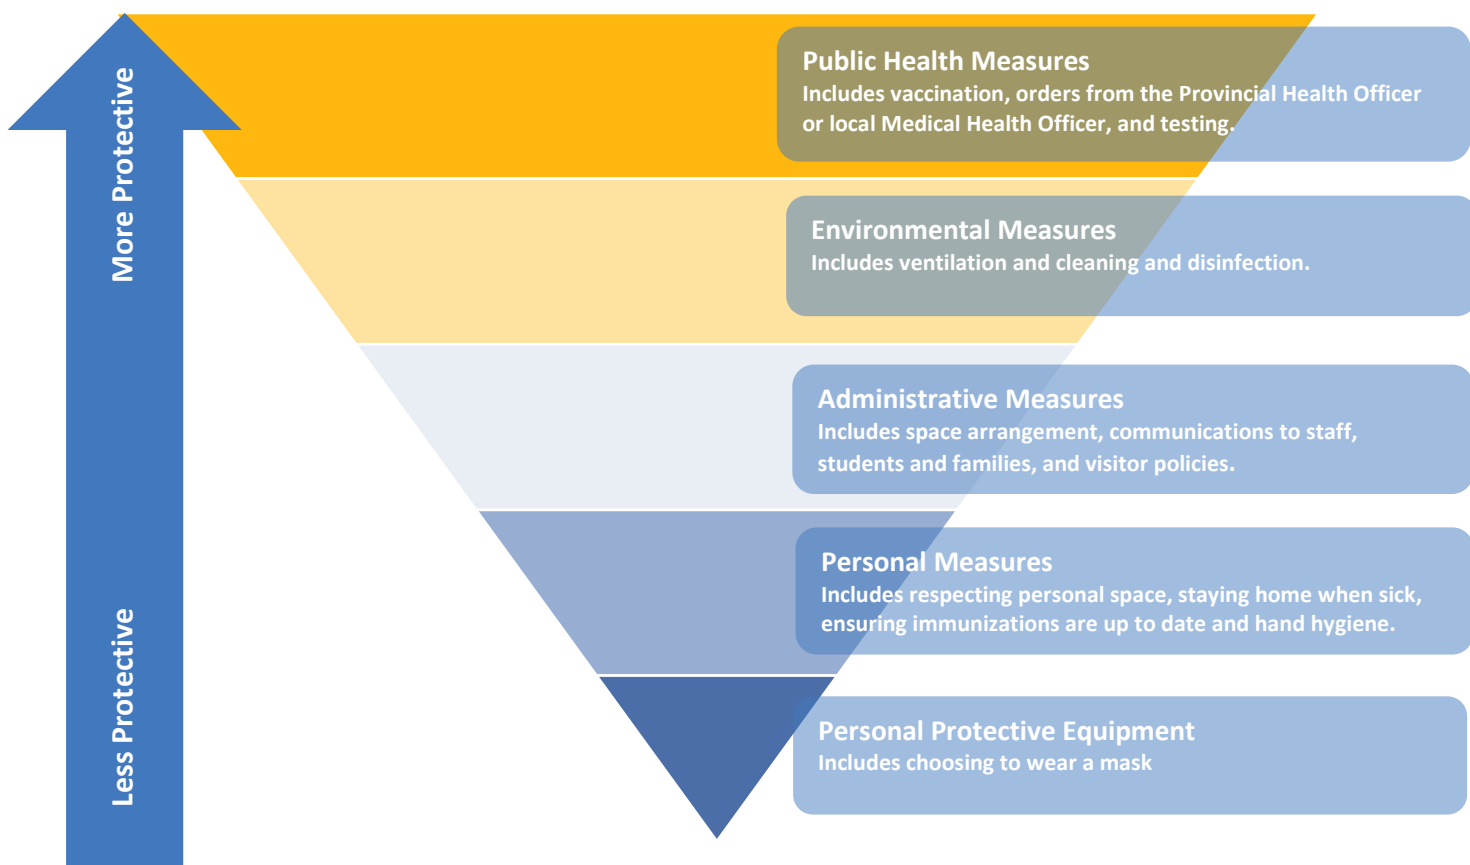 More Protective
Less Protective
Public Health Measures
Includes vaccination, orders from the Provincial Health Officer
or local Medical Health Officer, and testing.
Environmental Measures
Includes ventilation and cleaning and disinfection.
Administrative Measures
Includes space arrangement, communications to staff,
students and families, and visitor policies.
Personal Measures
Includes respecting personal space, staying home when sick,
ensuring immunizations are up to date and hand hygiene.
Personal Protective Equipment
Includes choosing to wear a mask